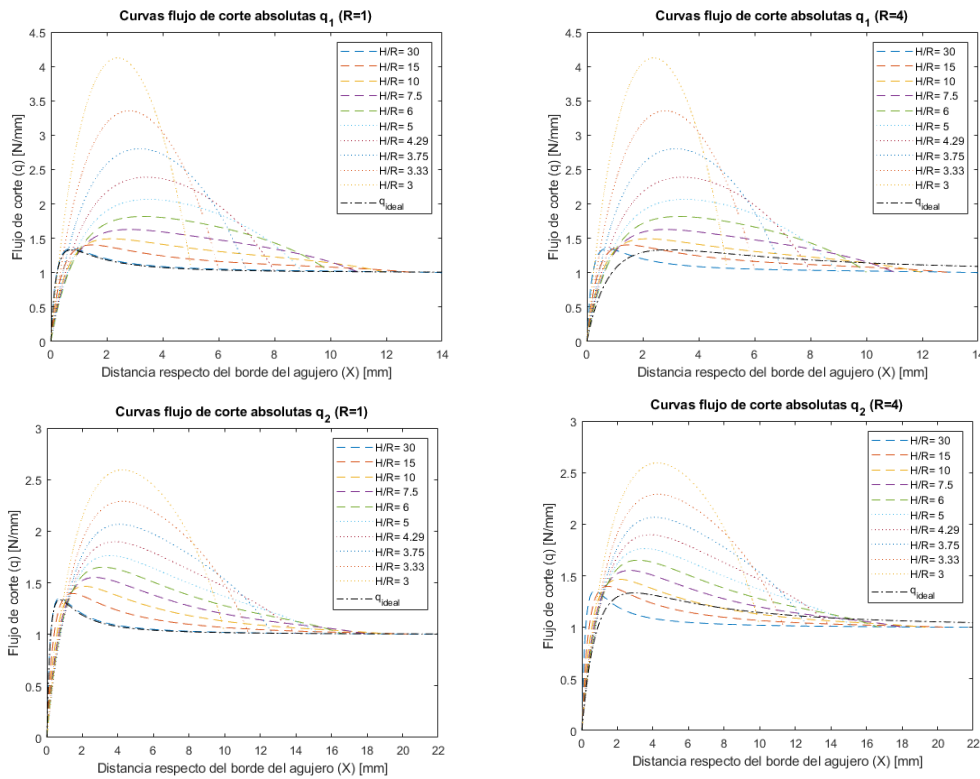 Curvas flujo de corte absolutas q1 (R=1)
Flujo de corte (q) [N/mm]
4.5
4
3.5
3
2.5
2
1.5
1
0.5
0
H/R= 30
H/R= 15
H/R= 10
H/R= 7.5
H/R= 6
H/R= 5
H/R= 4.29
H/R= 3.75
H/R= 3.33
H/R= 3
qideal
0 2 4 6 8 10 12 14
Distancia respecto del borde del agujero (X) [mm]
Curvas flujo de corte absolutas q1 (R=4)
Flujo de corte (q) [N/mm]
4.5
4
3.5
3
2.5
2
1.5
1
0.5
0
H/R= 30
H/R= 15
H/R= 10
H/R= 7.5
H/R= 6
H/R= 5
H/R= 4.29
H/R= 3.75
H/R= 3.33
H/R= 3
qideal
0 2 4 6 8 10 12 14
Distancia respecto del borde del agujero (X) [mm]
Curvas flujo de corte absolutas q2 (R=1)
Flujo de corte (q) [N/mm]
3
2.5
2
1.5
1
0.5
0
H/R= 30
H/R= 15
H/R= 10
H/R= 7.5
H/R= 6
H/R= 5
H/R= 4.29
H/R= 3.75
H/R= 3.33
H/R= 3
qideal
0 2 4 6 8 10 12 14 16 18 20 22
Distancia respecto del borde del agujero (X) [mm]
Curvas flujo de corte absolutas q2 (R=4)
Flujo de corte (q) [N/mm]
3
2.5
2
1.5
1
0.5
0
H/R= 30
H/R= 15
H/R= 10
H/R= 7.5
H/R= 6
H/R= 5
H/R= 4.29
H/R= 3.75
H/R= 3.33
H/R= 3
qideal
0 2 4 6 8 10 12 14 16 18 20 22
Distancia respecto del borde del agujero (X) [mm]